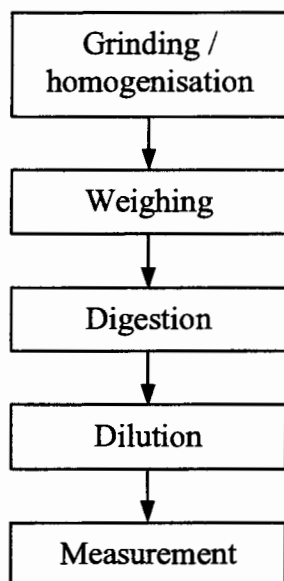 Grinding /
homogenisation
Weighing
Digestion
Dilution
Measurement